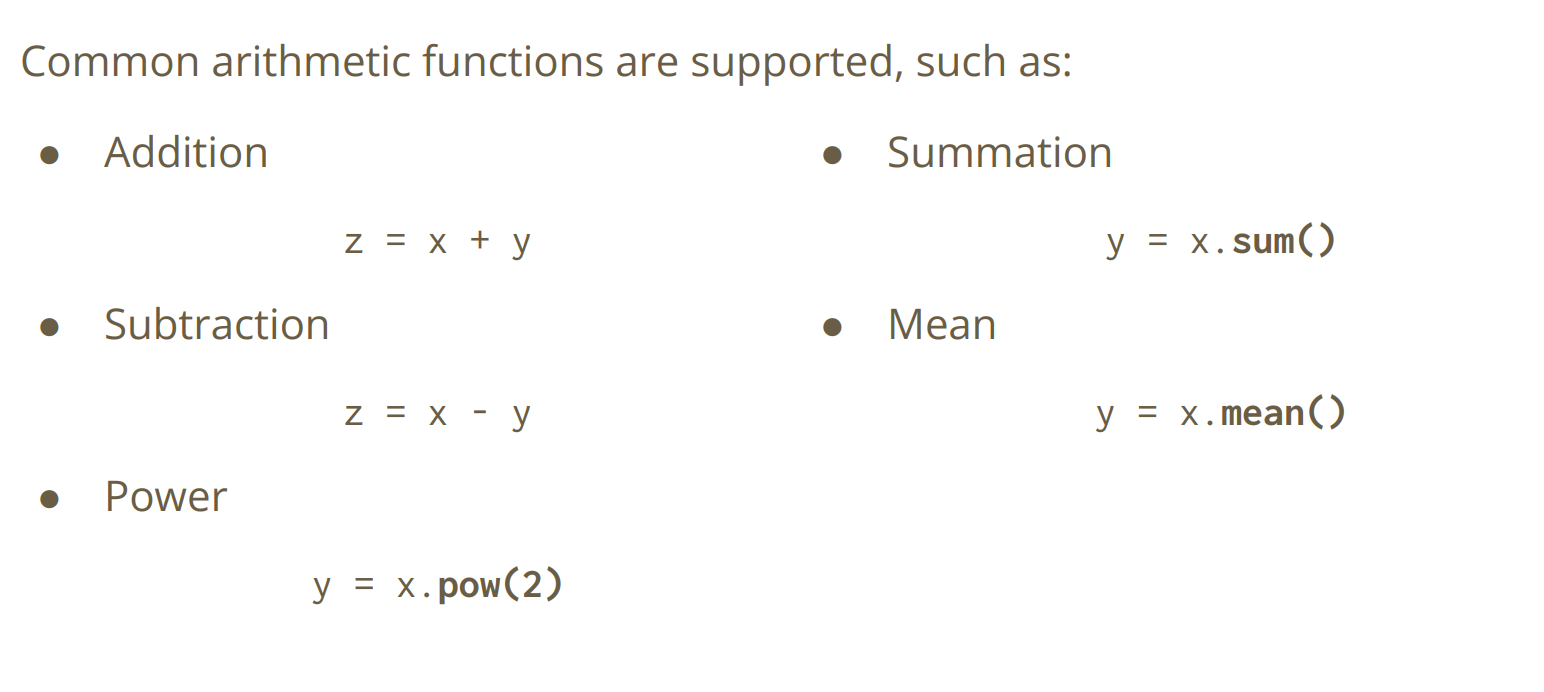 Common arithmetic functions are supported, such as:
● Addition
z = x + y
● Subtraction
z = x - y
● Power
y = x.pow(2)
● Summation
y = x.sum()
● Mean
y = x.mean()